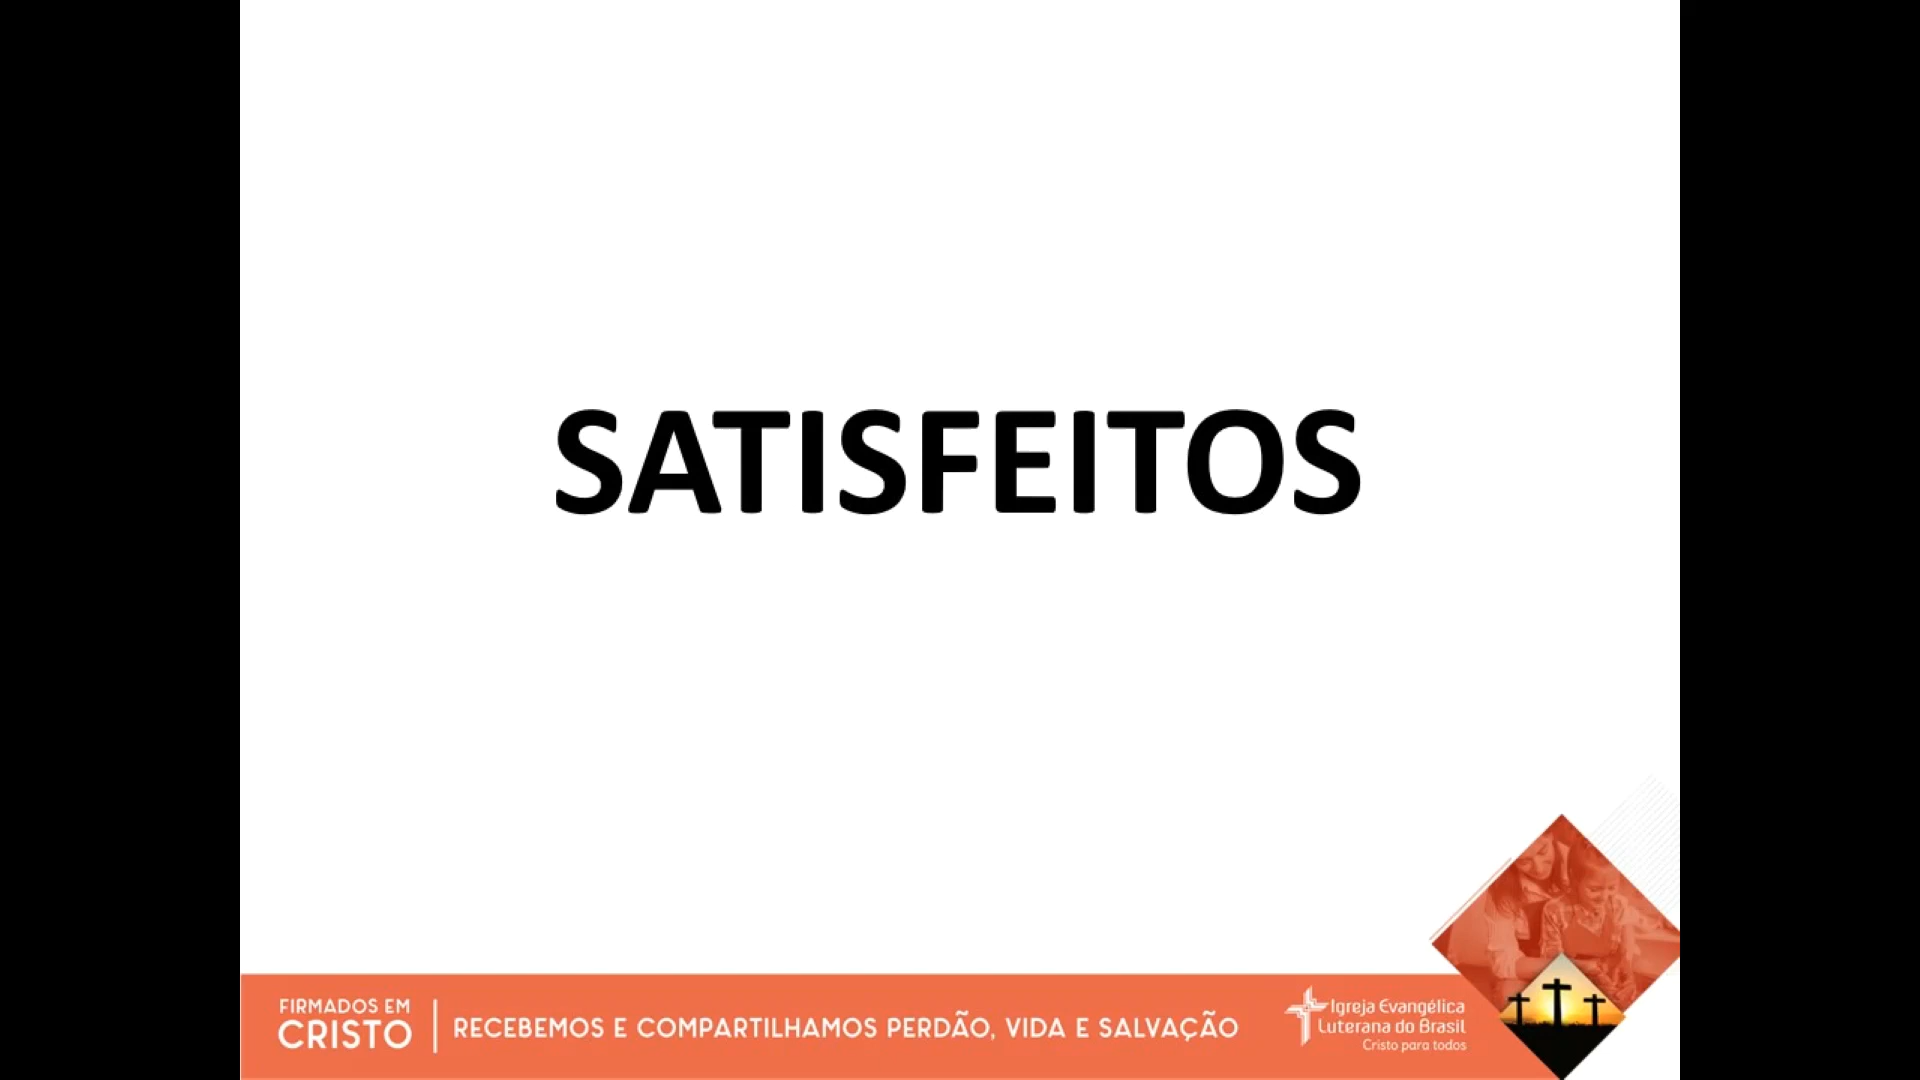 SATISFEITOS
FIRMADOS EM
CRISTO
RECEBEMOS E COMPARTILHAMOS PERDÃO, VIDA E SALVAÇÃO
Igreja Evangélica
Luterana do Brasil
Cristo para todos